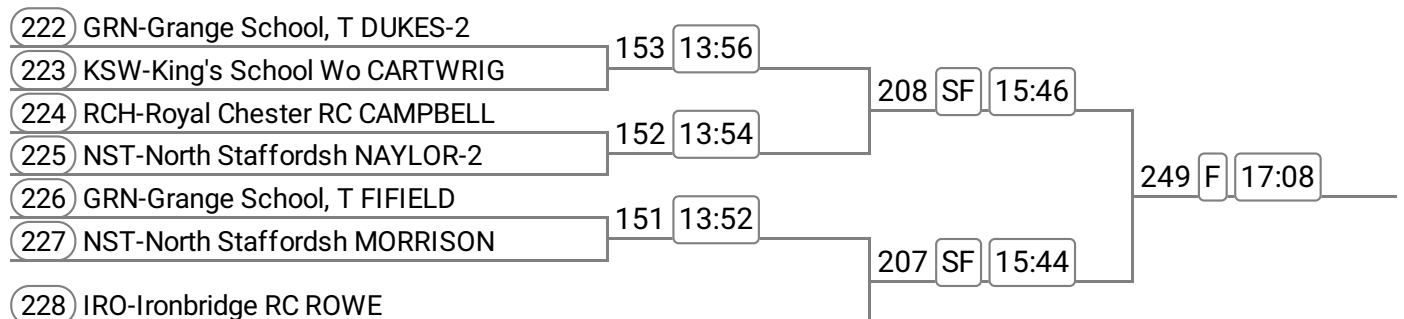 222 GRN-Grange School, T DUKES-2
153 13:56
223 KSW-King's School Wo CARTWRIG
208 SF 15:46
224 RCH-Royal Chester RC CAMPBELL
152 13:54
225 NST-North Staffordsh NAYLOR-2
249 F 17:08
226 GRN-Grange School, T FIFIELD
151 13:52
227 NST-North Staffordsh MORRISON
207 SF 15:44
228 IRO-Ironbridge RC ROWE